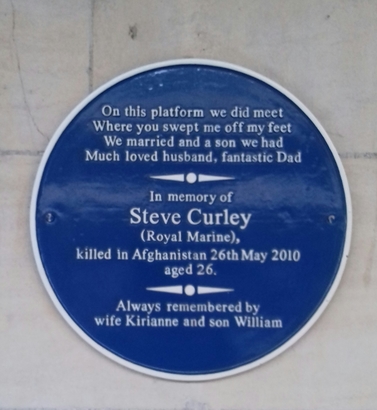 On this platform we did meet
Where you swept me off my feet
We married and a son we had
Much loved husband, fantastic Dad
In memory of
Steve Curley
(Royal Marine),
killed in Afghanistan 26th May 2010
aged 26.
Always remembered by
wife Kirianne and son William